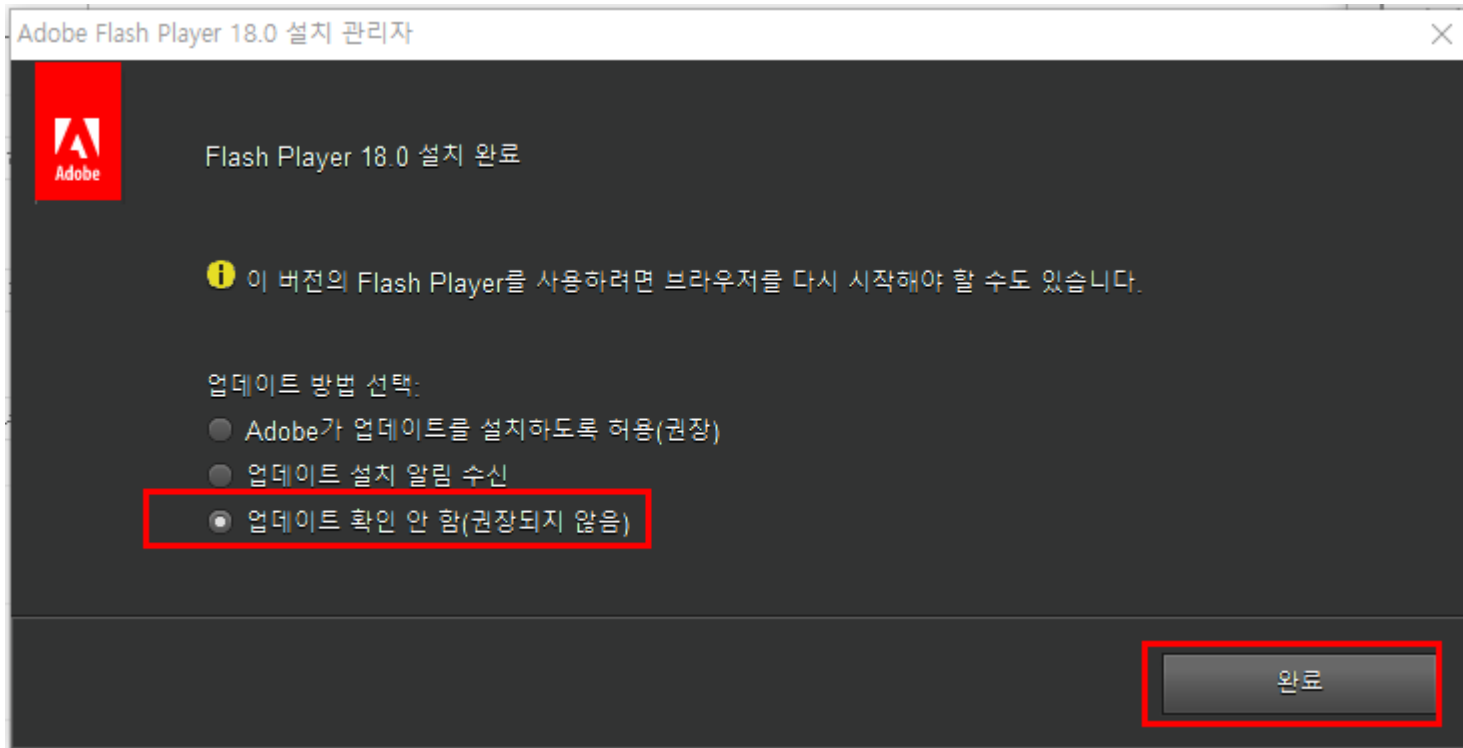 Adobe Flash Player 18.0 설치 관리자
Adobe
Flash Player 18.0 설치 완료
이 버전의 Flash Player를 사용하려면 브라우저를 다시 시작해야 할 수도 있습니다.
업데이트 방법 선택:
Adobe가 업데이트를 설치하도록 허용(권장)
업데이트 설치 알림 수신
업데이트 확인 안 함(권장되지 않음)
완료